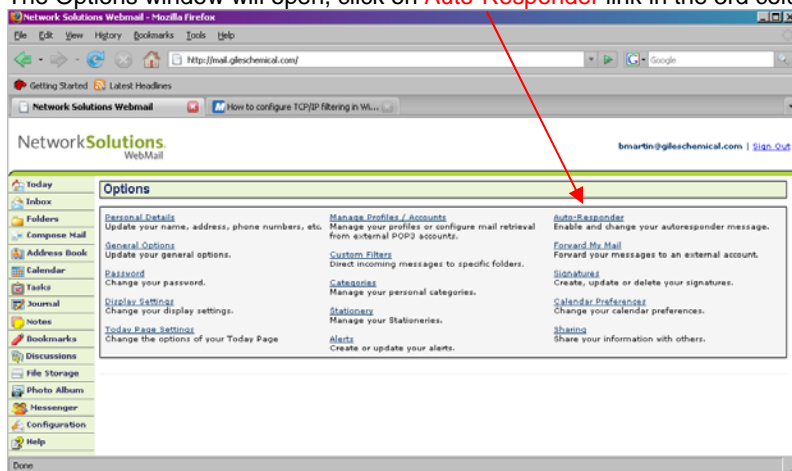 The Options window will open, click on Auto-Responder link in the 3rd colu
Network Solutions Webmail - Mozilla Firefox
File Edit View History Bookmarks Tools Help
http://mail.gileschemical.com/
Google
Getting Started Latest Headlines
Network Solutions Webmail
How to configure TCP/IP filtering in Wi...
NetworkSolutions
WebMail
bmartin@gileschemical.com | Sign Out
Today
Inbox
Folders
Compose Mail
Address Book
Calendar
Tasks
Journal
Notes
Bookmarks
Discussions
File Storage
Photo Album
Messenger
Configuration
Help
Options
Personal Details
Update your name, address, phone numbers, etc.
General Options
Update your general options.
Password
Change your password.
Display Settings
Change your display settings.
Today Page Settings
Change the options of your Today Page
Manage Profiles / Accounts
Manage your profiles or configure mail retrieval
from external POP3 accounts.
Custom Filters
Direct incoming messages to specific folders.
Categories
Manage your personal categories.
Stationery
Manage your Stationeries.
Alerts
Create or update your alerts.
Auto-Responder
Enable and change your autoresponder message.
Forward My Mail
Forward your messages to an external account.
Signatures
Create, update or delete your signatures.
Calendar Preferences
Change your calendar preferences.
Sharing
Share your information with others.
Done